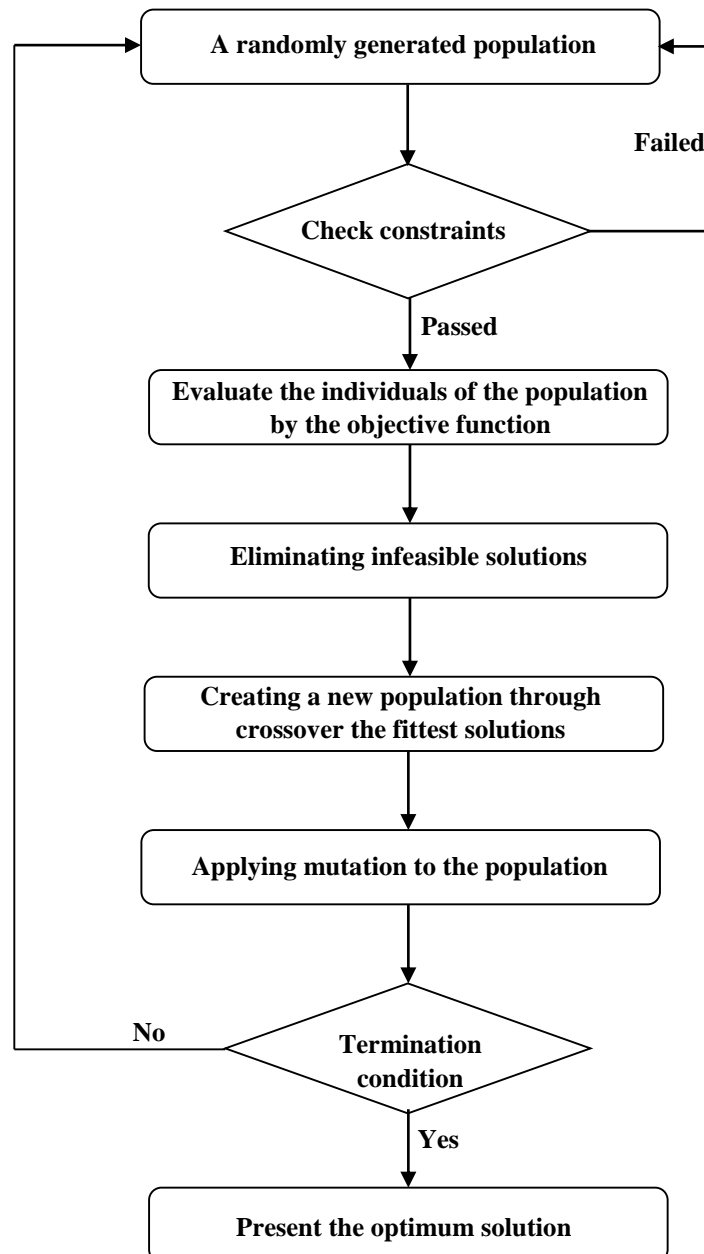 A randomly generated population
Failed
Check constraints
Passed
Evaluate the individuals of the population
by the objective function
Eliminating infeasible solutions
Creating a new population through
crossover the fittest solutions
Applying mutation to the population
No
Termination
condition
Yes
Present the optimum solution